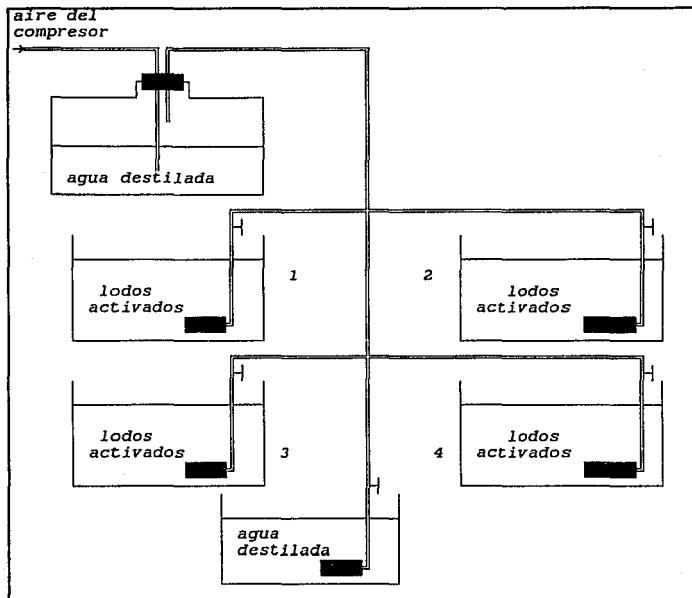 aire del
compresor
agua destilada
lodos
activados
1
2
lodos
activados
lodos
activados
3
4
lodos
activados
agua
destilada